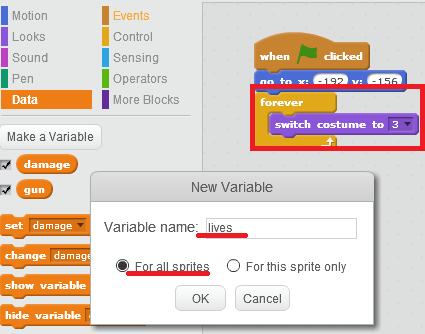 Motion
Events
Looks
Control
Sound
Sensing
Pen
Operators
Data
More Blocks
Make a Variable
damage
gun
set damage
change damage
show variable
hide variable
when clicked
go to x: -192 y: -156
forever
switch costume to 3
New Variable
Variable name: lives
For all sprites
For this sprite only
OK
Cancel